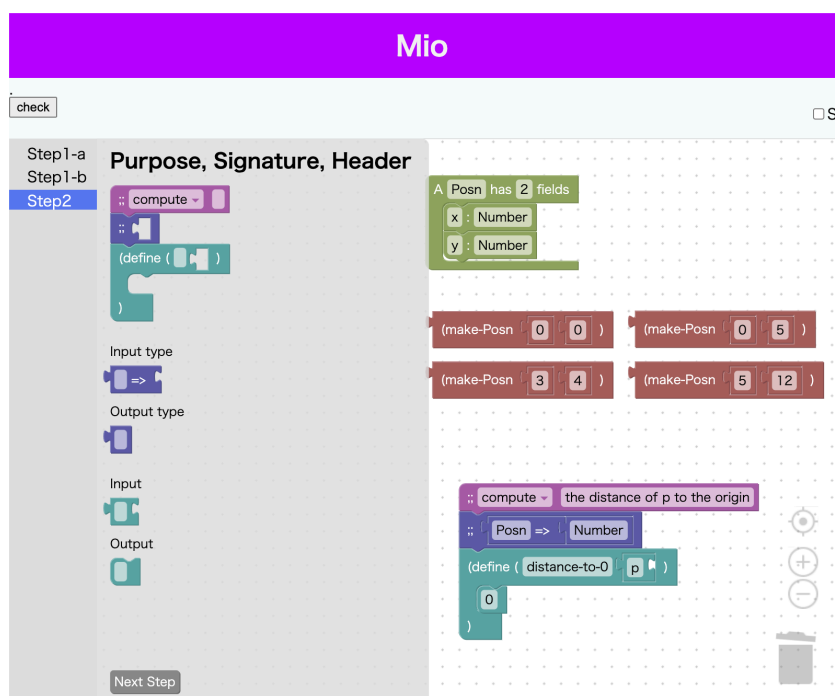 Mio
.
check
S
Step1-a
Step1-b
Step2
Purpose, Signature, Header
;; compute
;;
(define ( )
)
Input type
=>
Output type
Input
Output
Next Step
A Posn has 2 fields
x : Number
y : Number
(make-Posn 0 0 )
(make-Posn 0 5 )
(make-Posn 3 4 )
(make-Posn 5 12 )
;; compute the distance of p to the origin
;; Posn => Number
(define ( distance-to-0 p )
0
)